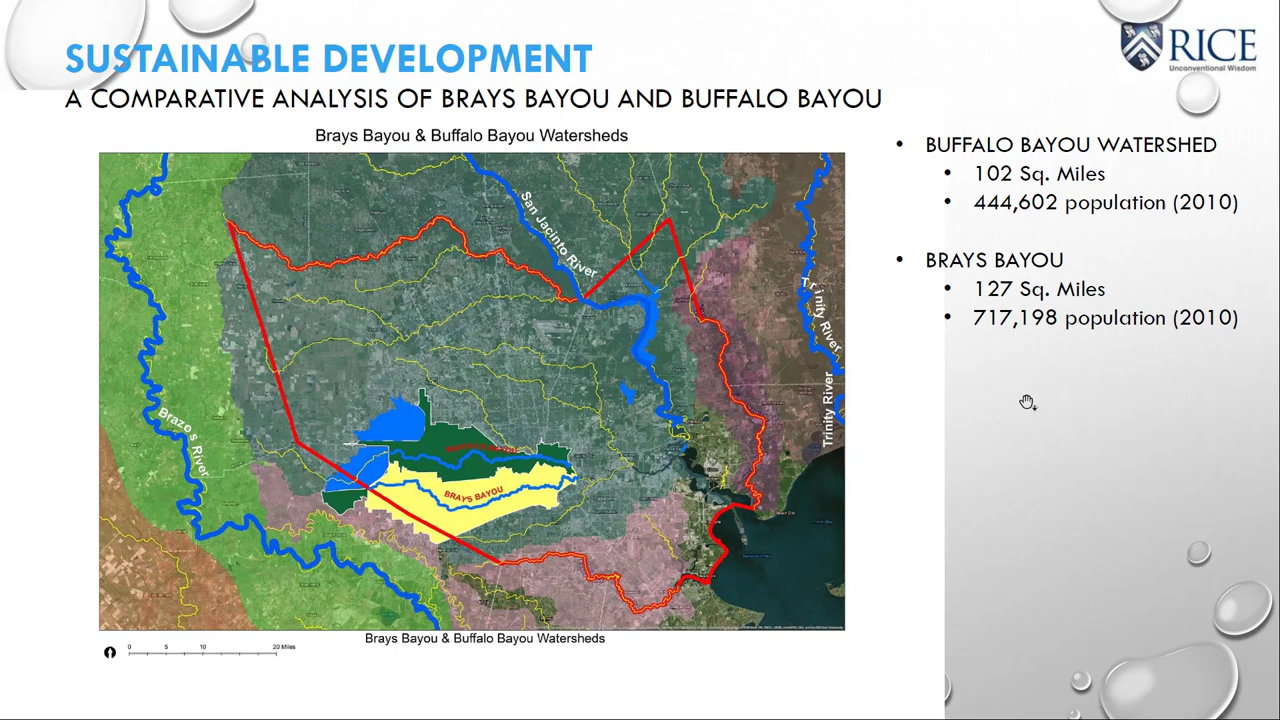 SUSTAINABLE DEVELOPMENT
A COMPARATIVE ANALYSIS OF BRAYS BAYOU AND BUFFALO BAYOU
RICE
Unconventional Wisdom
Brays Bayou & Buffalo Bayou Watersheds
San Jacinto River
Trinity River
Trinity River
Brazos River
BUFFALO BAYOU
BRAYS BAYOU
Brays Bayou & Buffalo Bayou Watersheds
0 5 10 20 Miles
• BUFFALO BAYOU WATERSHED
• 102 Sq. Miles
• 444,602 population (2010)
• BRAYS BAYOU
• 127 Sq. Miles
• 717,198 population (2010)